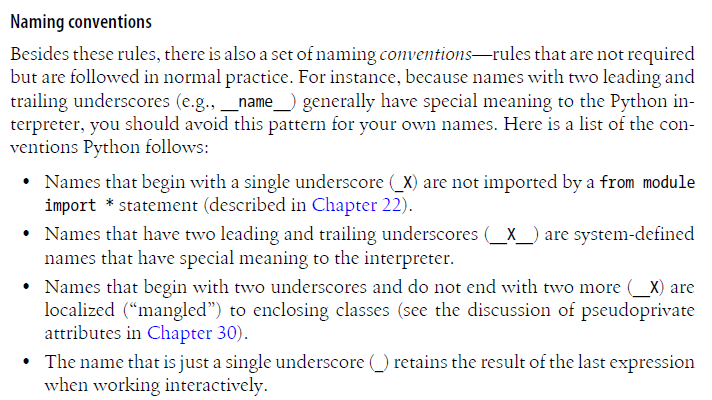 Naming conventions
Besides these rules, there is also a set of naming conventions—rules that are not required
but are followed in normal practice. For instance, because names with two leading and
trailing underscores (e.g., __name__) generally have special meaning to the Python in-
terpreter, you should avoid this pattern for your own names. Here is a list of the con-
ventions Python follows:
• Names that begin with a single underscore (_X) are not imported by a from module
import * statement (described in Chapter 22).
• Names that have two leading and trailing underscores (__X__) are system-defined
names that have special meaning to the interpreter.
• Names that begin with two underscores and do not end with two more (__X) are
localized (“mangled”) to enclosing classes (see the discussion of pseudoprivate
attributes in Chapter 30).
• The name that is just a single underscore (_) retains the result of the last expression
when working interactively.